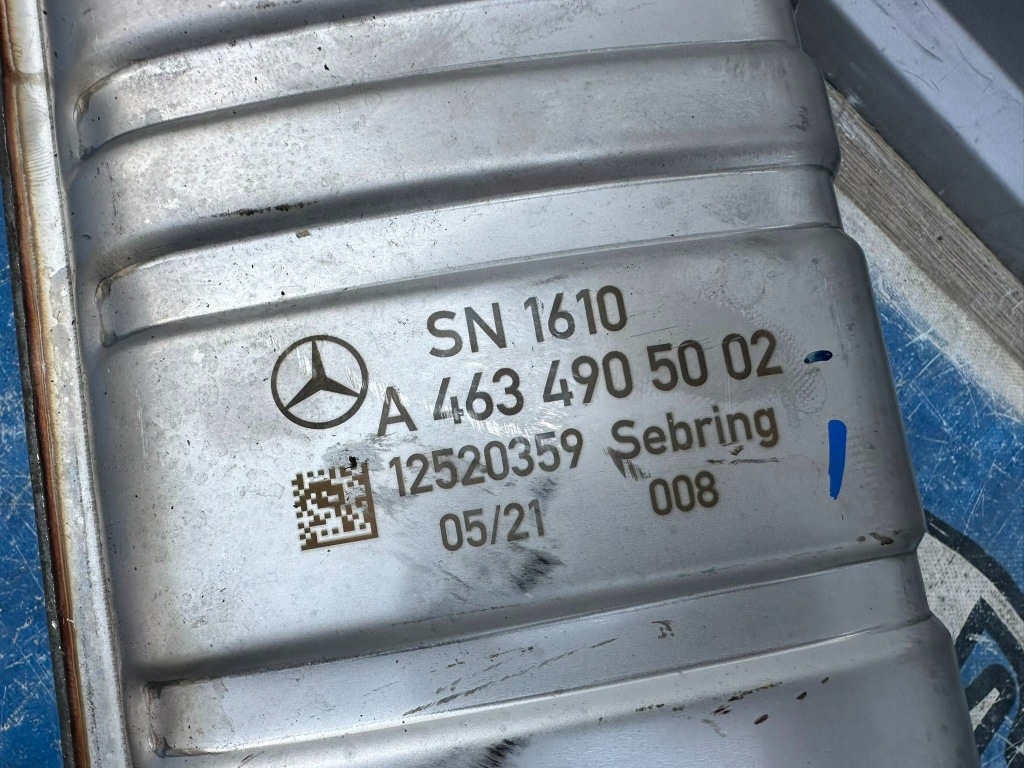 SN 1610
A 463 490 50 02
12520359 Sebring
05/21 008